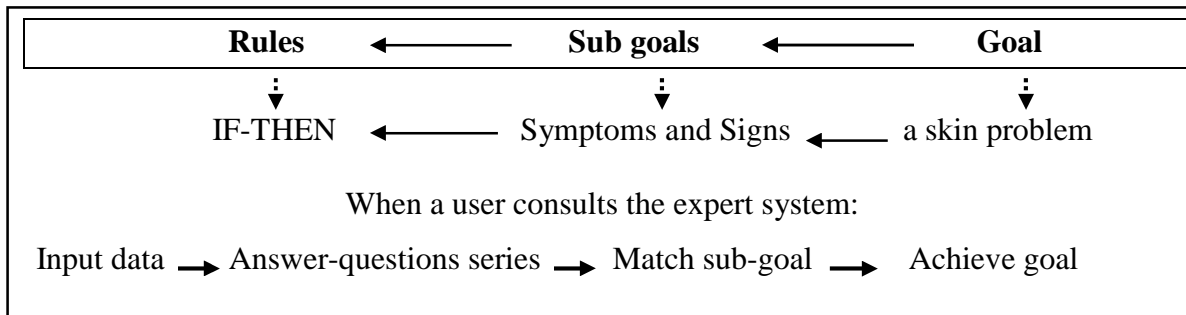 Rules Sub goals Goal
IF-THEN Symptoms and Signs a skin problem
When a user consults the expert system:
Input data Answer-questions series Match sub-goal Achieve goal